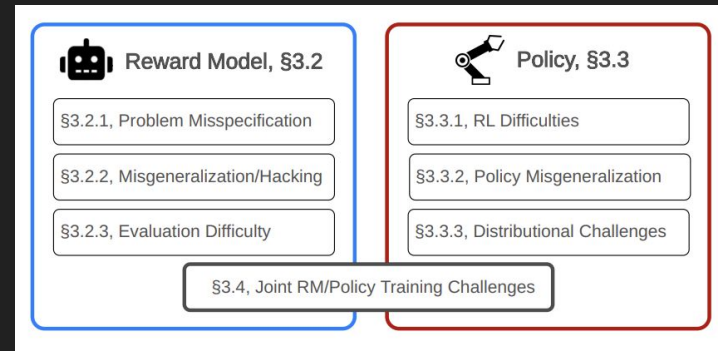 Reward Model, §3.2
§3.2.1, Problem Misspecification
§3.2.2, Misgeneralization/Hacking
§3.2.3, Evaluation Difficulty
Policy, §3.3
§3.3.1, RL Difficulties
§3.3.2, Policy Misgeneralization
§3.3.3, Distributional Challenges
§3.4, Joint RM/Policy Training Challenges